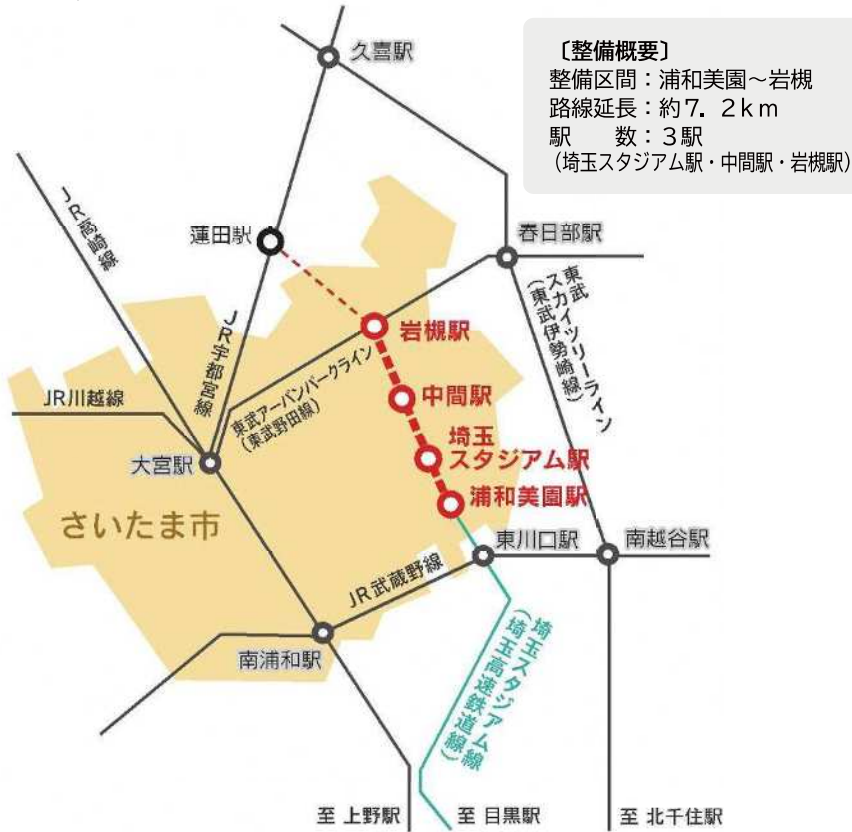 〔整備概要〕
整備区間：浦和美園～岩槻
路線延長：約7．2km
駅　　数：3駅
（埼玉スタジアム駅・中間駅・岩槻駅）
久喜駅
蓮田駅
春日部駅
JR高崎線
JR宇都宮線
東武
スカイツリーライン
（東武伊勢崎線）
岩槻駅
東武アーバンパークライン
（東武野田線）
JR川越線
中間駅
埼玉
スタジアム駅
大宮駅
浦和美園駅
さいたま市
東川口駅
南越谷駅
JR武蔵野線
南浦和駅
埼玉スタジアム線
（埼玉高速鉄道線）
至 上野駅
至 目黒駅
至 北千住駅